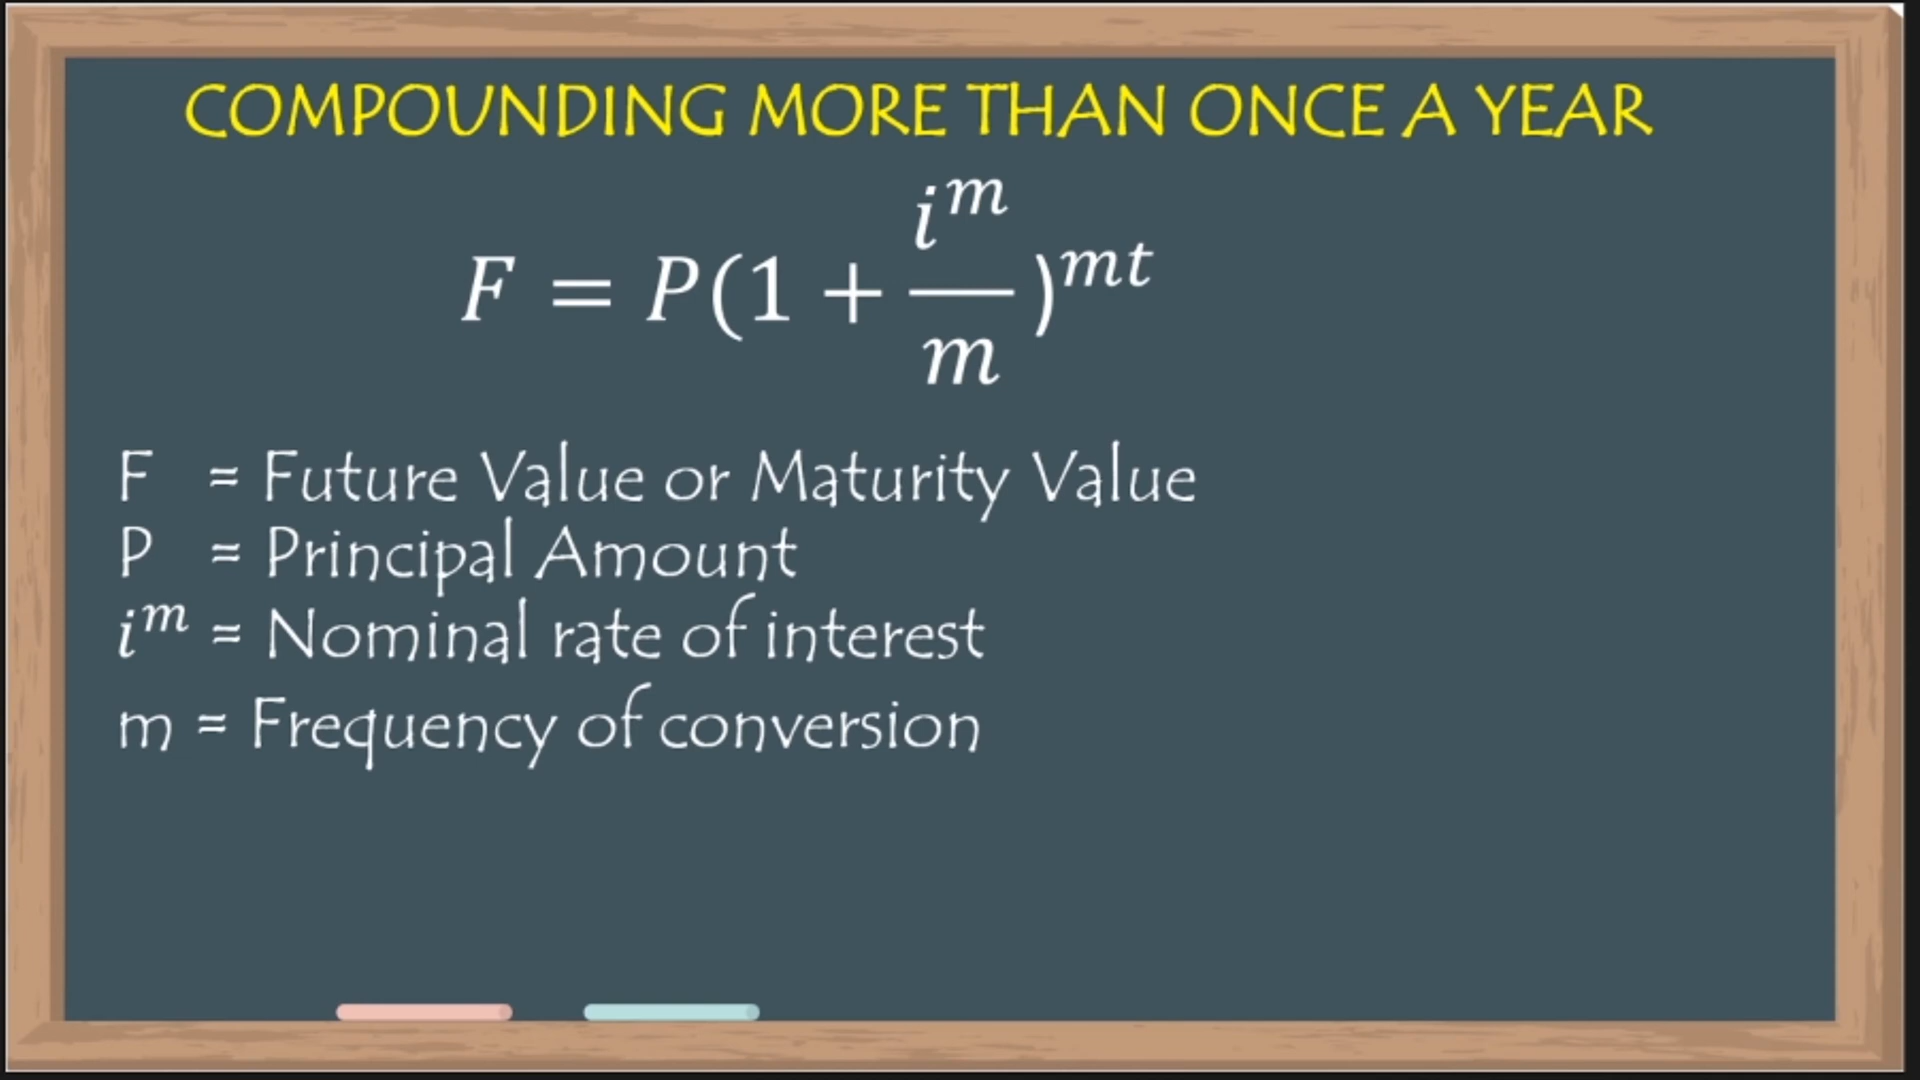 COMPOUNDING MORE THAN ONCE A YEAR
F = P(1 + i^m/m)^mt
F = Future Value or Maturity Value
P = Principal Amount
i^m = Nominal rate of interest
m = Frequency of conversion